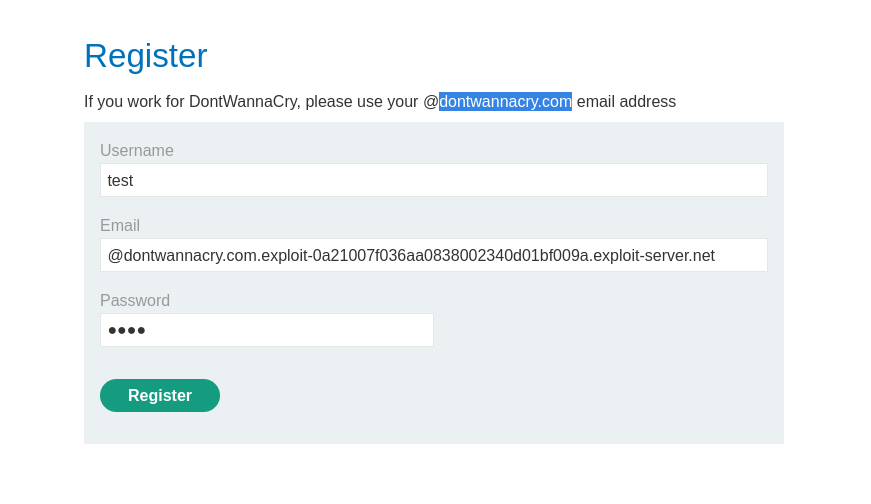 Register
If you work for DontWannaCry, please use your @dontwannacry.com email address
Username
test
Email
@dontwannacry.com.exploit-0a21007f036aa0838002340d01bf009a.exploit-server.net
Password
••••
Register